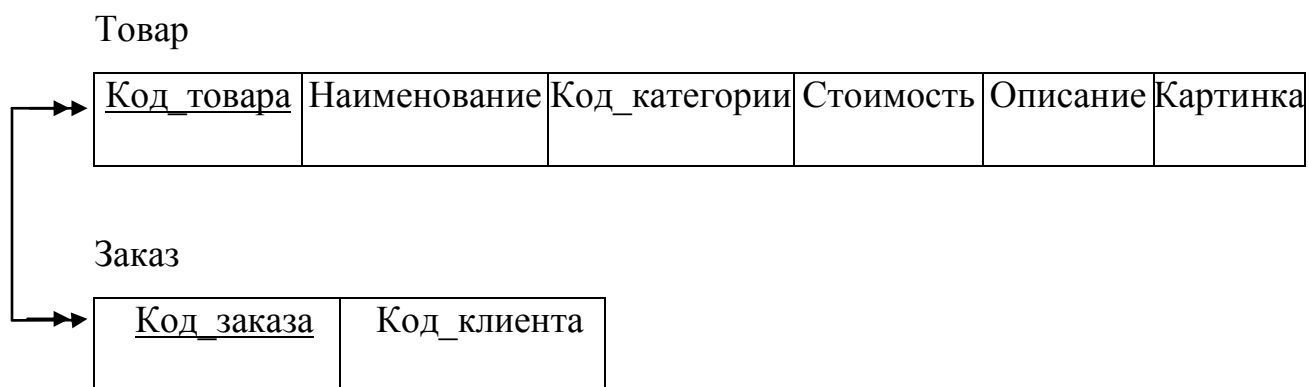 Товар
Код_товара Наименование Код_категории Стоимость Описание Картинка
Заказ
Код_заказа Код_клиента